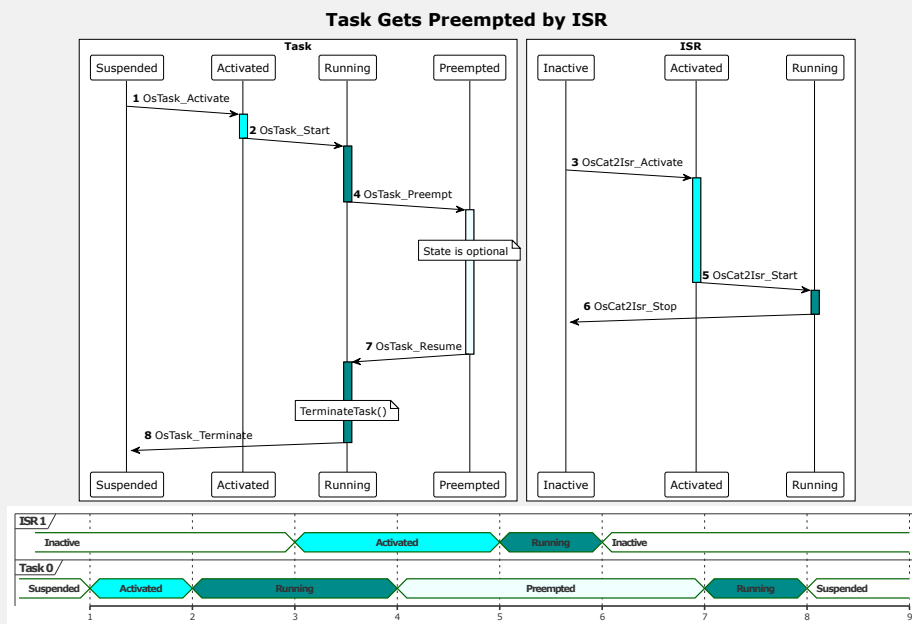 Task Gets Preempted by ISR
Task
ISR
Suspended Activated Running Preempted Inactive Activated Running
1 OsTask_Activate
2 OsTask_Start
3 OsCat2Isr_Activate
4 OsTask_Preempt
State is optional
5 OsCat2Isr_Start
6 OsCat2Isr_Stop
7 OsTask_Resume
TerminateTask()
8 OsTask_Terminate
Suspended Activated Running Preempted Inactive Activated Running
ISR 1
Inactive Activated Running Inactive
Task 0
Suspended Activated Running Preempted Running Suspended
1 2 3 4 5 6 7 8 9